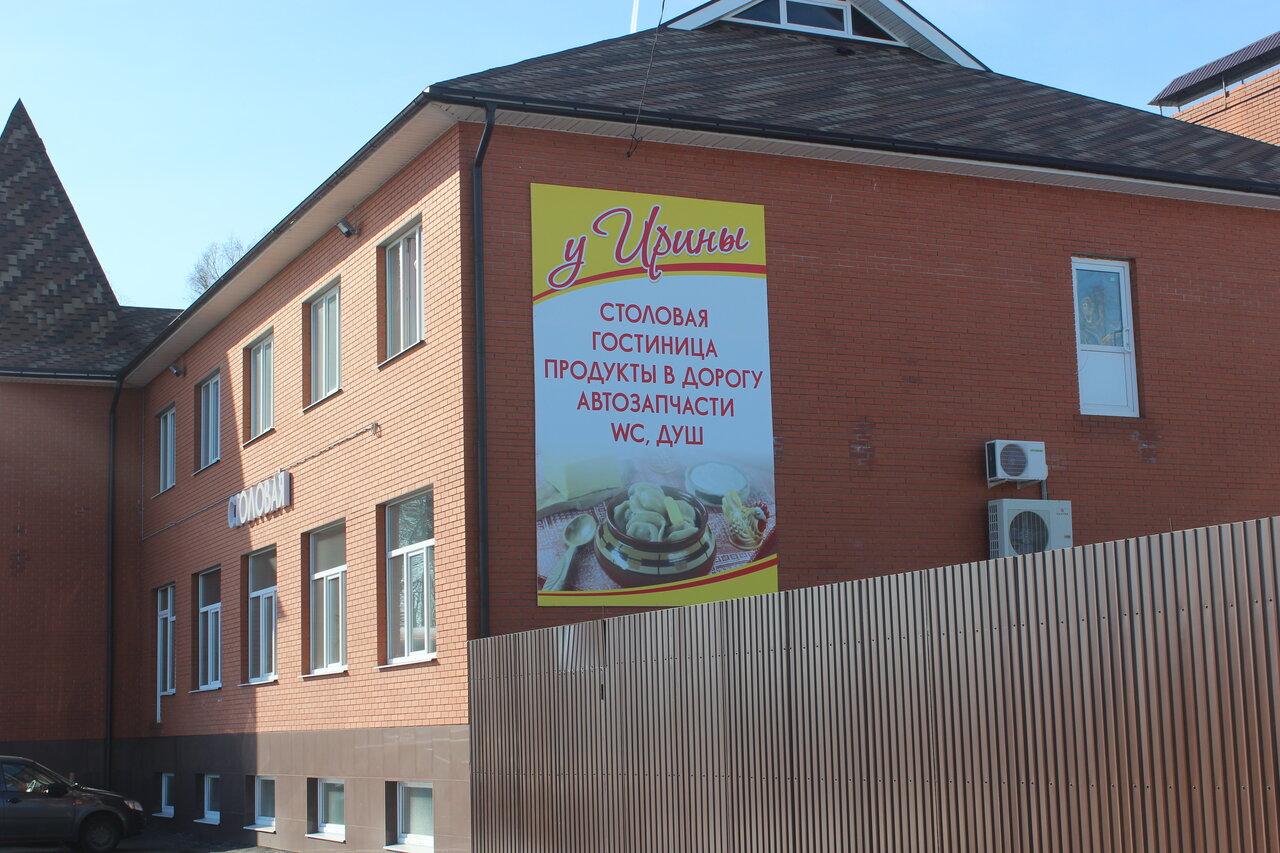 у Ирины
СТОЛОВАЯ
ГОСТИНИЦА
ПРОДУКТЫ В ДОРОГУ
АВТОЗАПЧАСТИ
WC, ДУШ
СТОЛОВАЯ